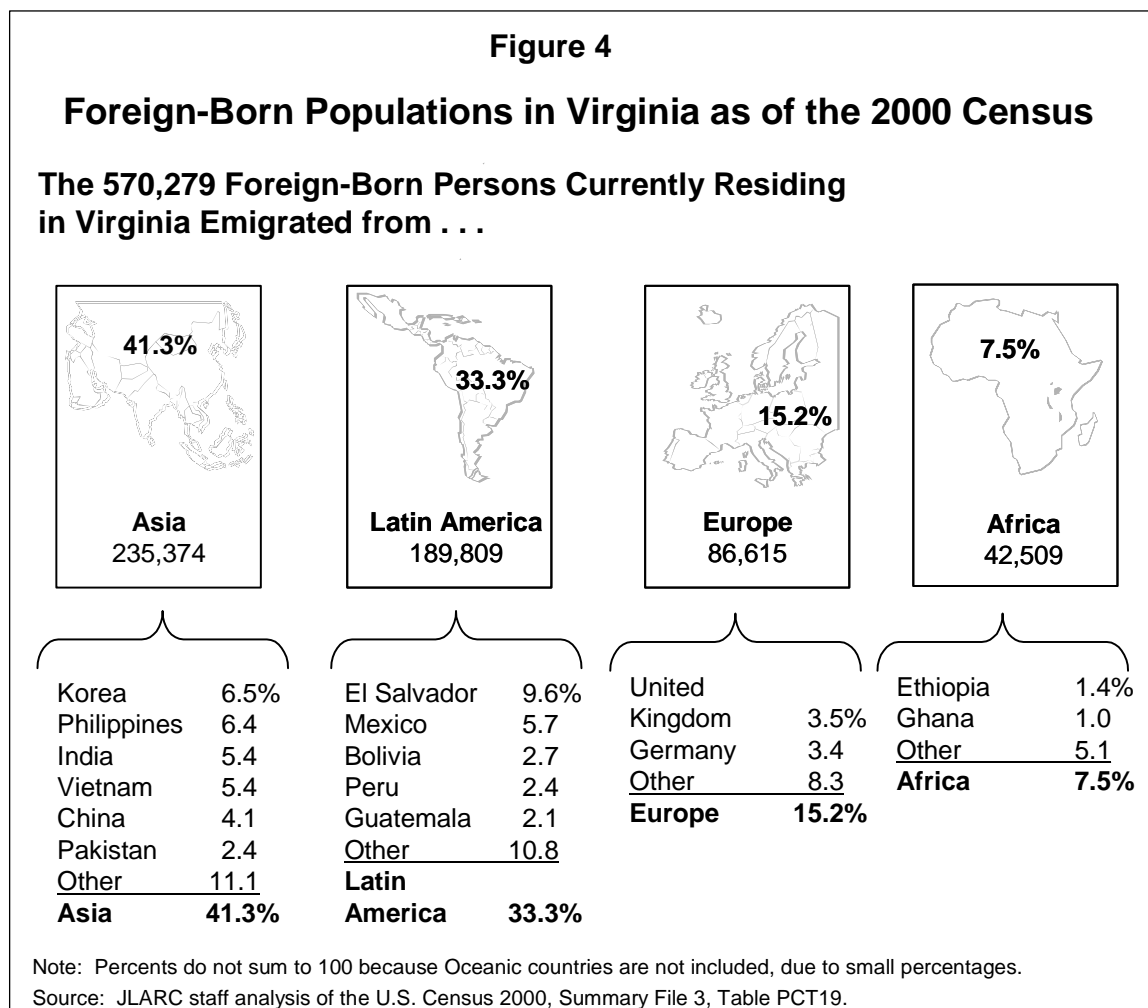 Figure 4
Foreign-Born Populations in Virginia as of the 2000 Census
The 570,279 Foreign-Born Persons Currently Residing
in Virginia Emigrated from . . .
41.3%
Asia
235,374
33.3%
Latin America
189,809
15.2%
Europe
86,615
7.5%
Africa
42,509
Korea 6.5%
Philippines 6.4
India 5.4
Vietnam 5.4
China 4.1
Pakistan 2.4
Other 11.1
Asia 41.3%
El Salvador 9.6%
Mexico 5.7
Bolivia 2.7
Peru 2.4
Guatemala 2.1
Other 10.8
Latin
America 33.3%
United
Kingdom 3.5%
Germany 3.4
Other 8.3
Europe 15.2%
Ethiopia 1.4%
Ghana 1.0
Other 5.1
Africa 7.5%
Note: Percents do not sum to 100 because Oceanic countries are not included, due to small percentages.
Source: JLARC staff analysis of the U.S. Census 2000, Summary File 3, Table PCT19.